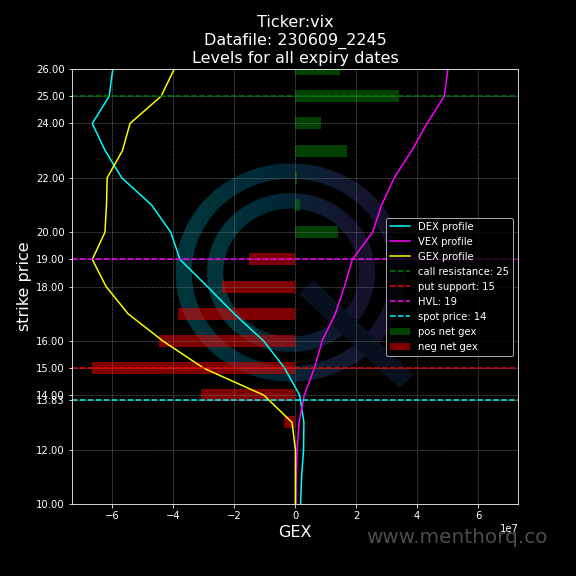 Ticker:vix
Datafile: 230609_2245
Levels for all expiry dates
26.00
25.00
24.00
22.00
20.00
19.00
18.00
16.00
15.00
14.00
13.83
12.00
10.00
strike price
DEX profile
VEX profile
GEX profile
call resistance: 25
put support: 15
HVL: 19
spot price: 14
pos net gex
neg net gex
−6 −4 −2 0 2 4 6
1e7
GEX
www.menthorq.co